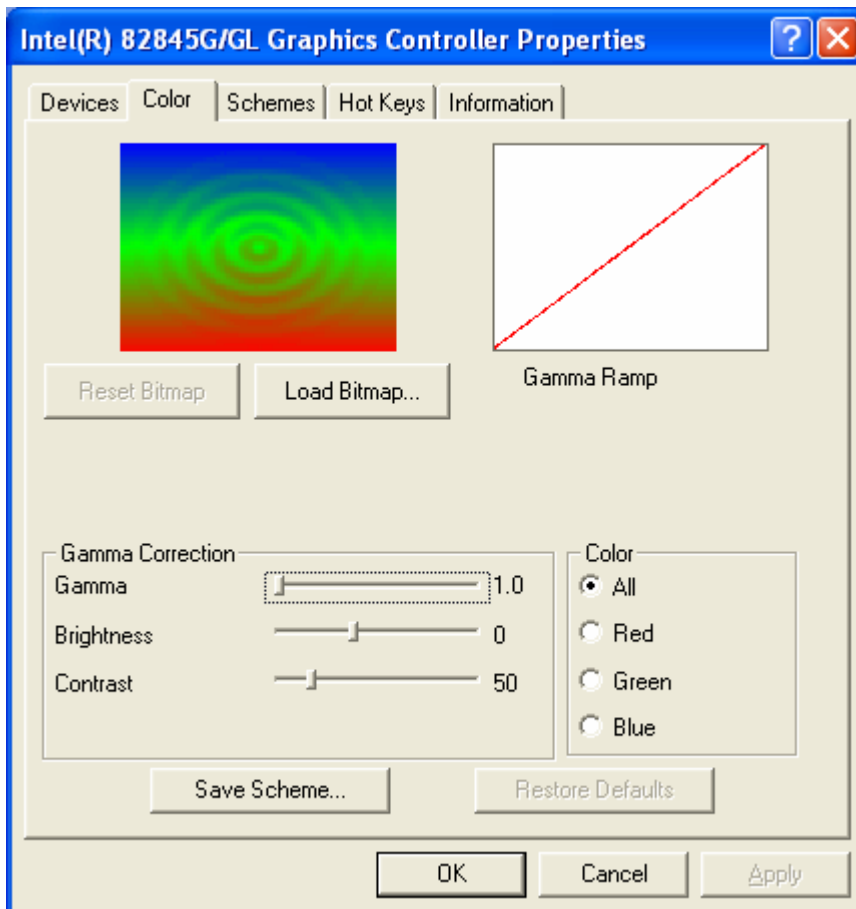 Intel(R) 82845G/GL Graphics Controller Properties
Devices Color Schemes Hot Keys Information
Reset Bitmap Load Bitmap... Gamma Ramp
Gamma Correction
Gamma 1.0
Brightness 0
Contrast 50
Color
All
Red
Green
Blue
Save Scheme... Restore Defaults
OK Cancel Apply